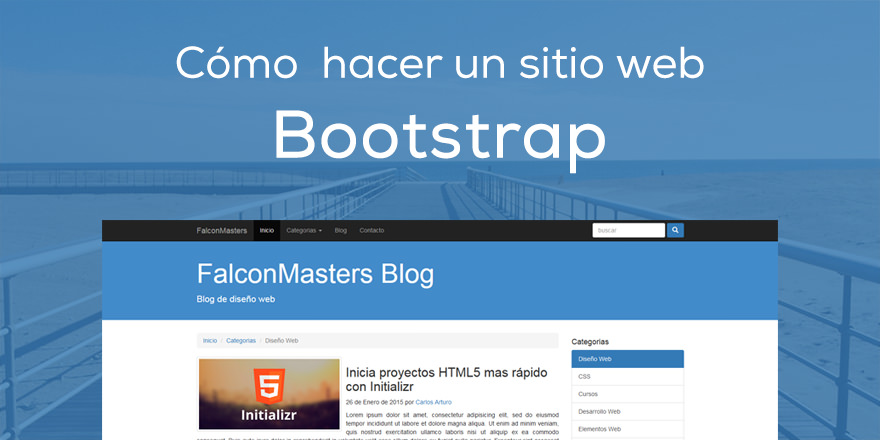 Cómo hacer un sitio web
Bootstrap
FalconMasters Inicio Categorias Blog Contacto buscar
FalconMasters Blog
Blog de diseño web
Inicio / Categorias / Diseño Web
Inicia proyectos HTML5 mas rápido
con Initializr
26 de Enero de 2015 por Carlos Arturo
Lorem ipsum dolor sit amet, consectetur adipisicing elit, sed do eiusmod
tempor incididunt ut labore et dolore magna aliqua. Ut enim ad minim veniam,
quis nostrud exercitation ullamco laboris nisi ut aliquip ex ea commodo
5
Initializr
Categorias
Diseño Web
CSS
Cursos
Desarrollo Web
Elementos Web